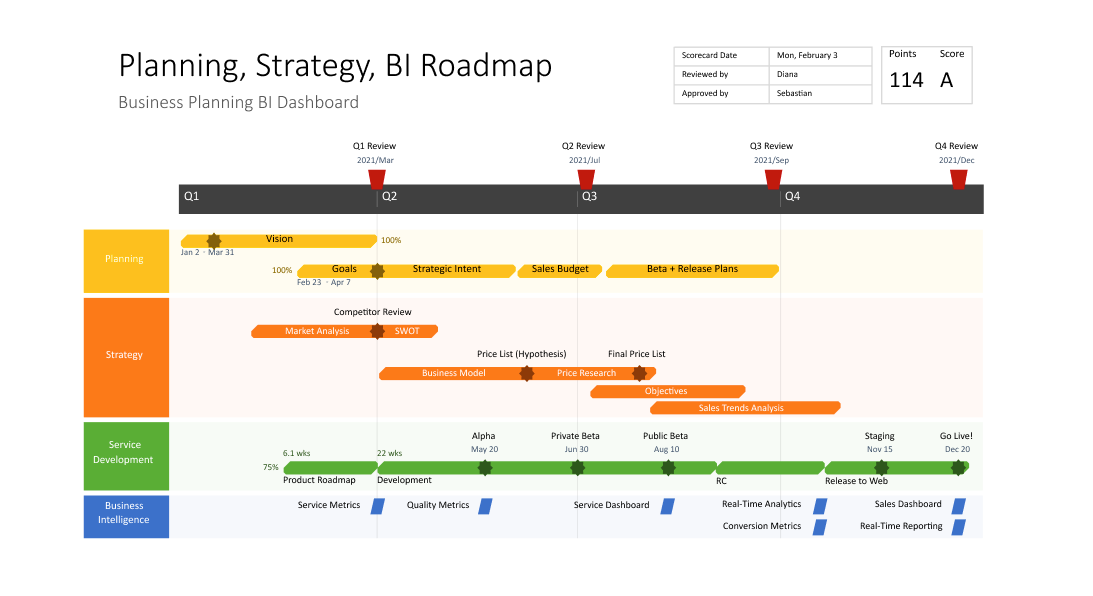 Planning, Strategy, BI Roadmap
Business Planning BI Dashboard
Scorecard Date Mon, February 3
Reviewed by Diana
Approved by Sebastian
Points Score
114 A
Q1 Review Q2 Review Q3 Review Q4 Review
2021/Mar 2021/Jul 2021/Sep 2021/Dec
Q1 Q2 Q3 Q4
Planning
Vision 100%
Jan 2 - Mar 31
100% Goals Strategic Intent Sales Budget Beta + Release Plans
Feb 23 - Apr 7
Strategy
Competitor Review
Market Analysis SWOT
Price List (Hypothesis) Final Price List
Business Model Price Research
Objectives
Sales Trends Analysis
Service
Development
Alpha Private Beta Public Beta Staging Go Live!
May 20 Jun 30 Aug 10 Nov 15 Dec 20
6.1 wks 22 wks
75%
Product Roadmap Development RC Release to Web
Business
Intelligence
Service Metrics Quality Metrics Service Dashboard Real-Time Analytics Sales Dashboard
Conversion Metrics Real-Time Reporting